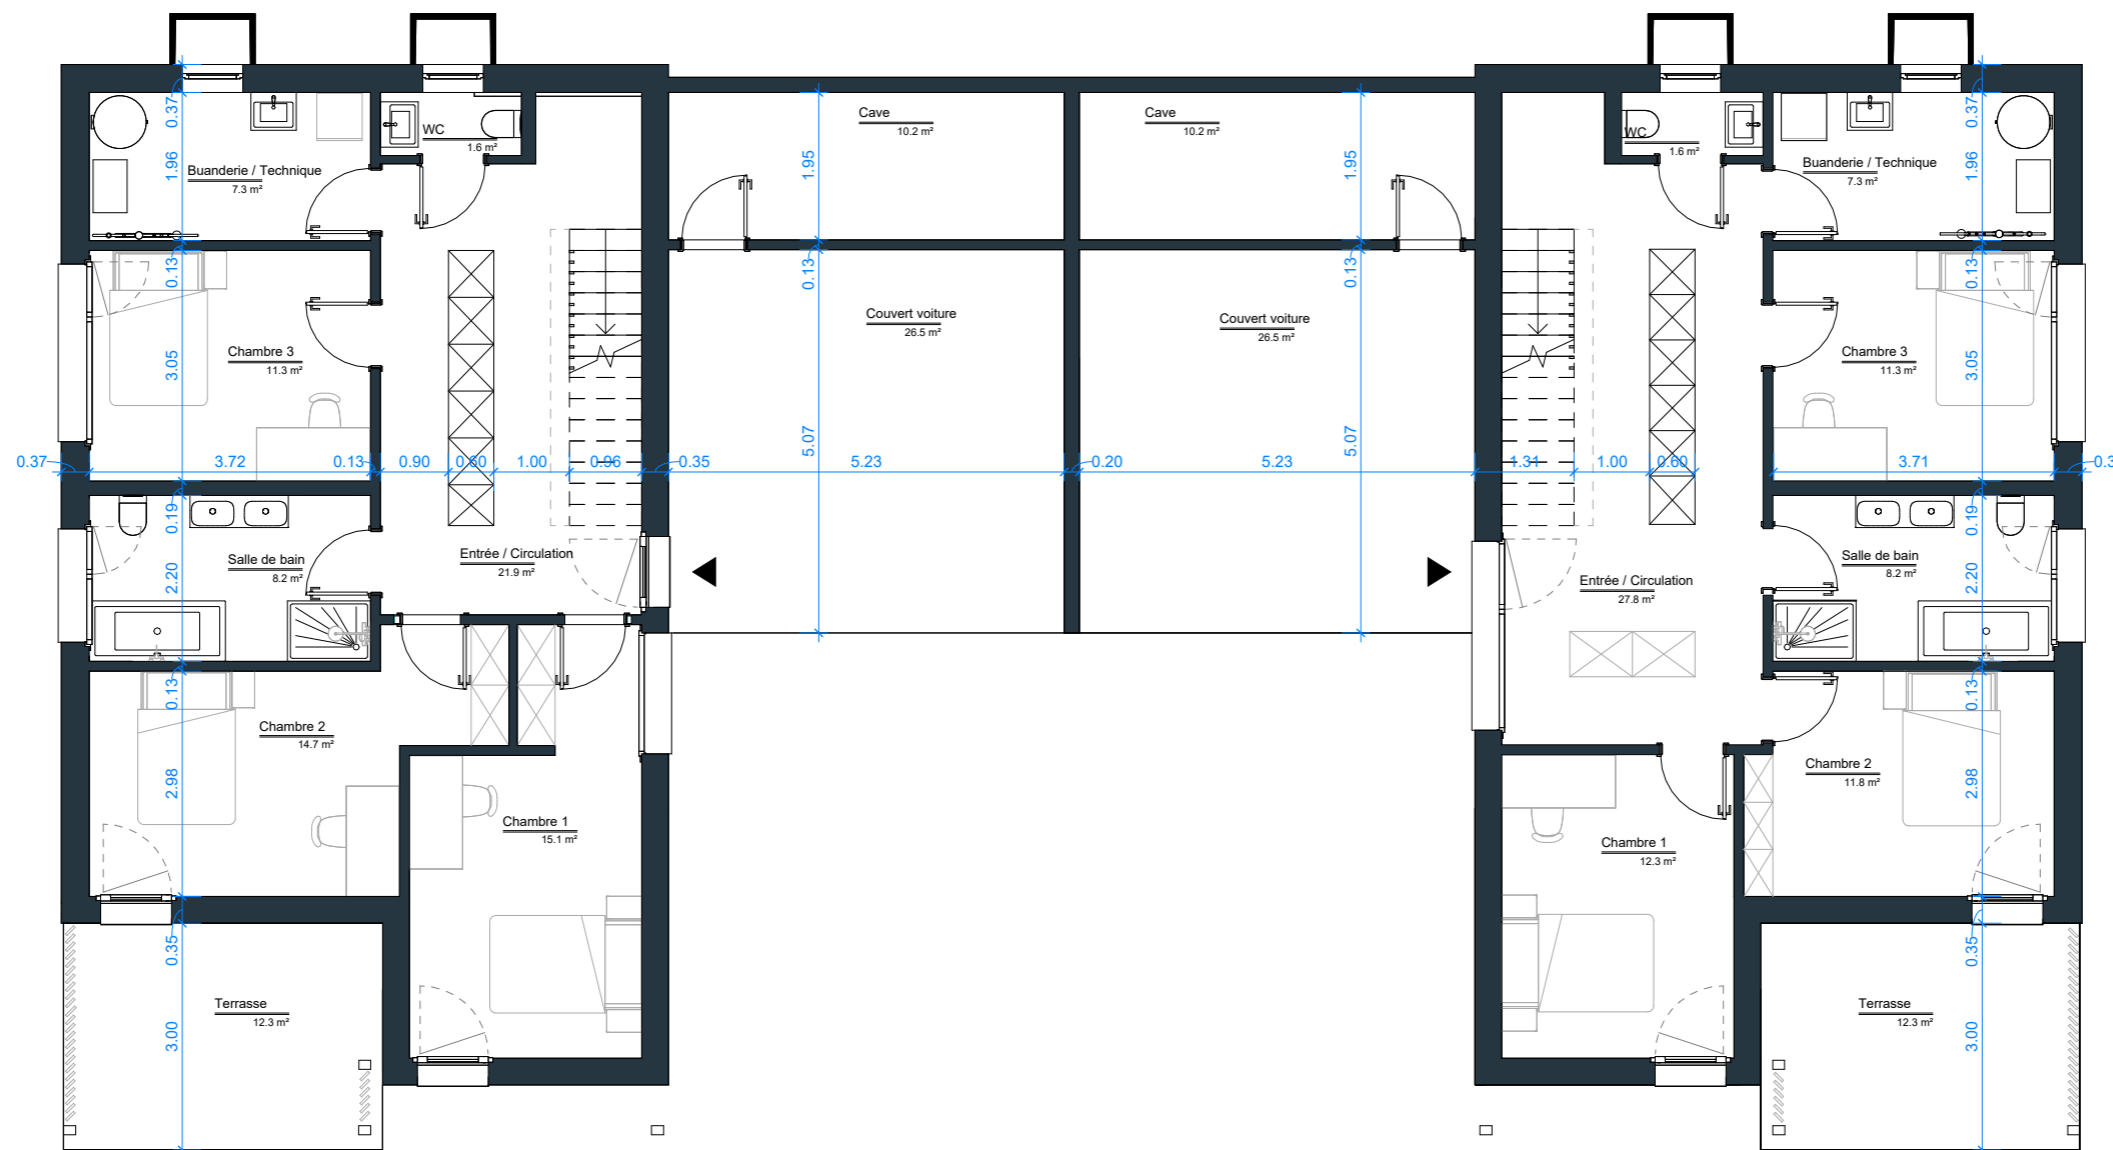 Cave
10.2 m²
Cave
10.2 m²
WC
1.6 m²
WC
1.6 m²
Buanderie / Technique
7.3 m²
Buanderie / Technique
7.3 m²
0.37
1.96
1.95
1.95
0.37
1.96
0.13
0.13
0.13
0.13
Couvert voiture
26.5 m²
Couvert voiture
26.5 m²
Chambre 3
11.3 m²
Chambre 3
11.3 m²
3.05
5.07
5.07
3.05
0.37
3.72
0.13
0.90
0.60
1.00
0.96
0.35
5.23
0.20
5.23
1.31
1.00
0.60
3.71
0.19
0.19
Salle de bain
8.2 m²
Entrée / Circulation
21.9 m²
Entrée / Circulation
27.8 m²
Salle de bain
8.2 m²
2.20
2.20
0.13
0.13
Chambre 2
14.7 m²
Chambre 2
11.8 m²
2.98
2.98
Chambre 1
15.1 m²
Chambre 1
12.3 m²
0.35
0.35
Terrasse
12.3 m²
Terrasse
12.3 m²
3.00
3.00